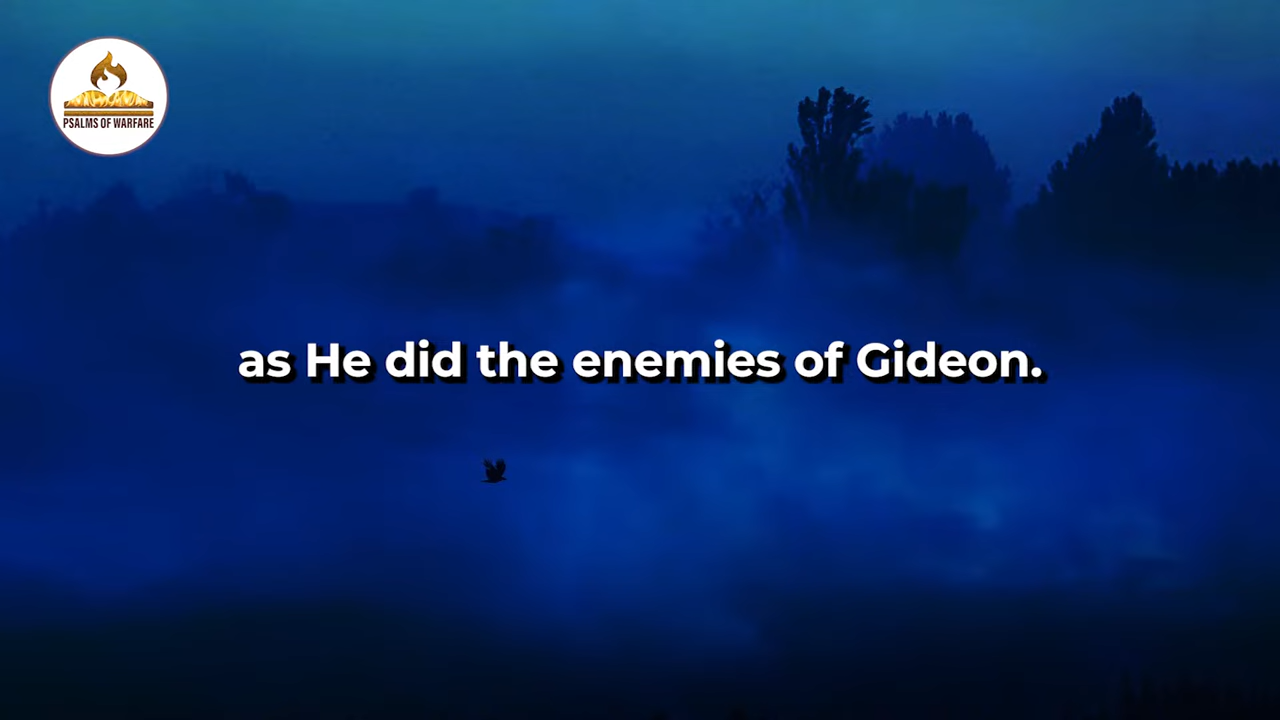 PSALMS OF WARFARE
as He did the enemies of Gideon.